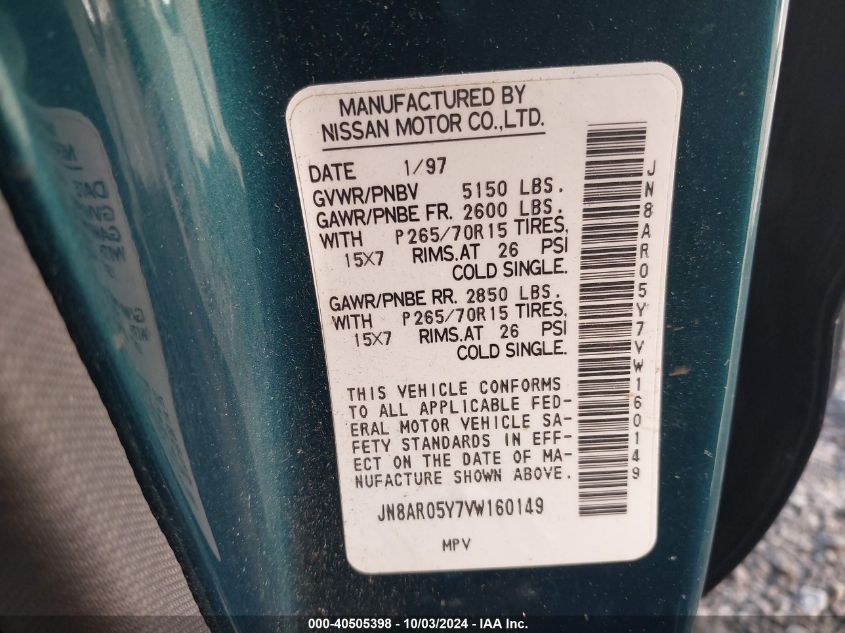 MANUFACTURED BY
NISSAN MOTOR CO.,LTD.
DATE 1/97
GVWR/PNBV 5150 LBS.
GAWR/PNBE FR. 2600 LBS.
WITH P265/70R15 TIRES,
15X7 RIMS.AT 26 PSI
COLD SINGLE.
GAWR/PNBE RR. 2850 LBS.
WITH P265/70R15 TIRES,
15X7 RIMS.AT 26 PSI
COLD SINGLE.
THIS VEHICLE CONFORMS
TO ALL APPLICABLE FED-
ERAL MOTOR VEHICLE SA-
FETY STANDARDS IN EFF-
ECT ON THE DATE OF MA-
NUFACTURE SHOWN ABOVE.
JN8AR05Y7VW160149
MPV
JN8AR05Y7VW160149
000-40505398 - 10/03/2024 - IAA Inc.